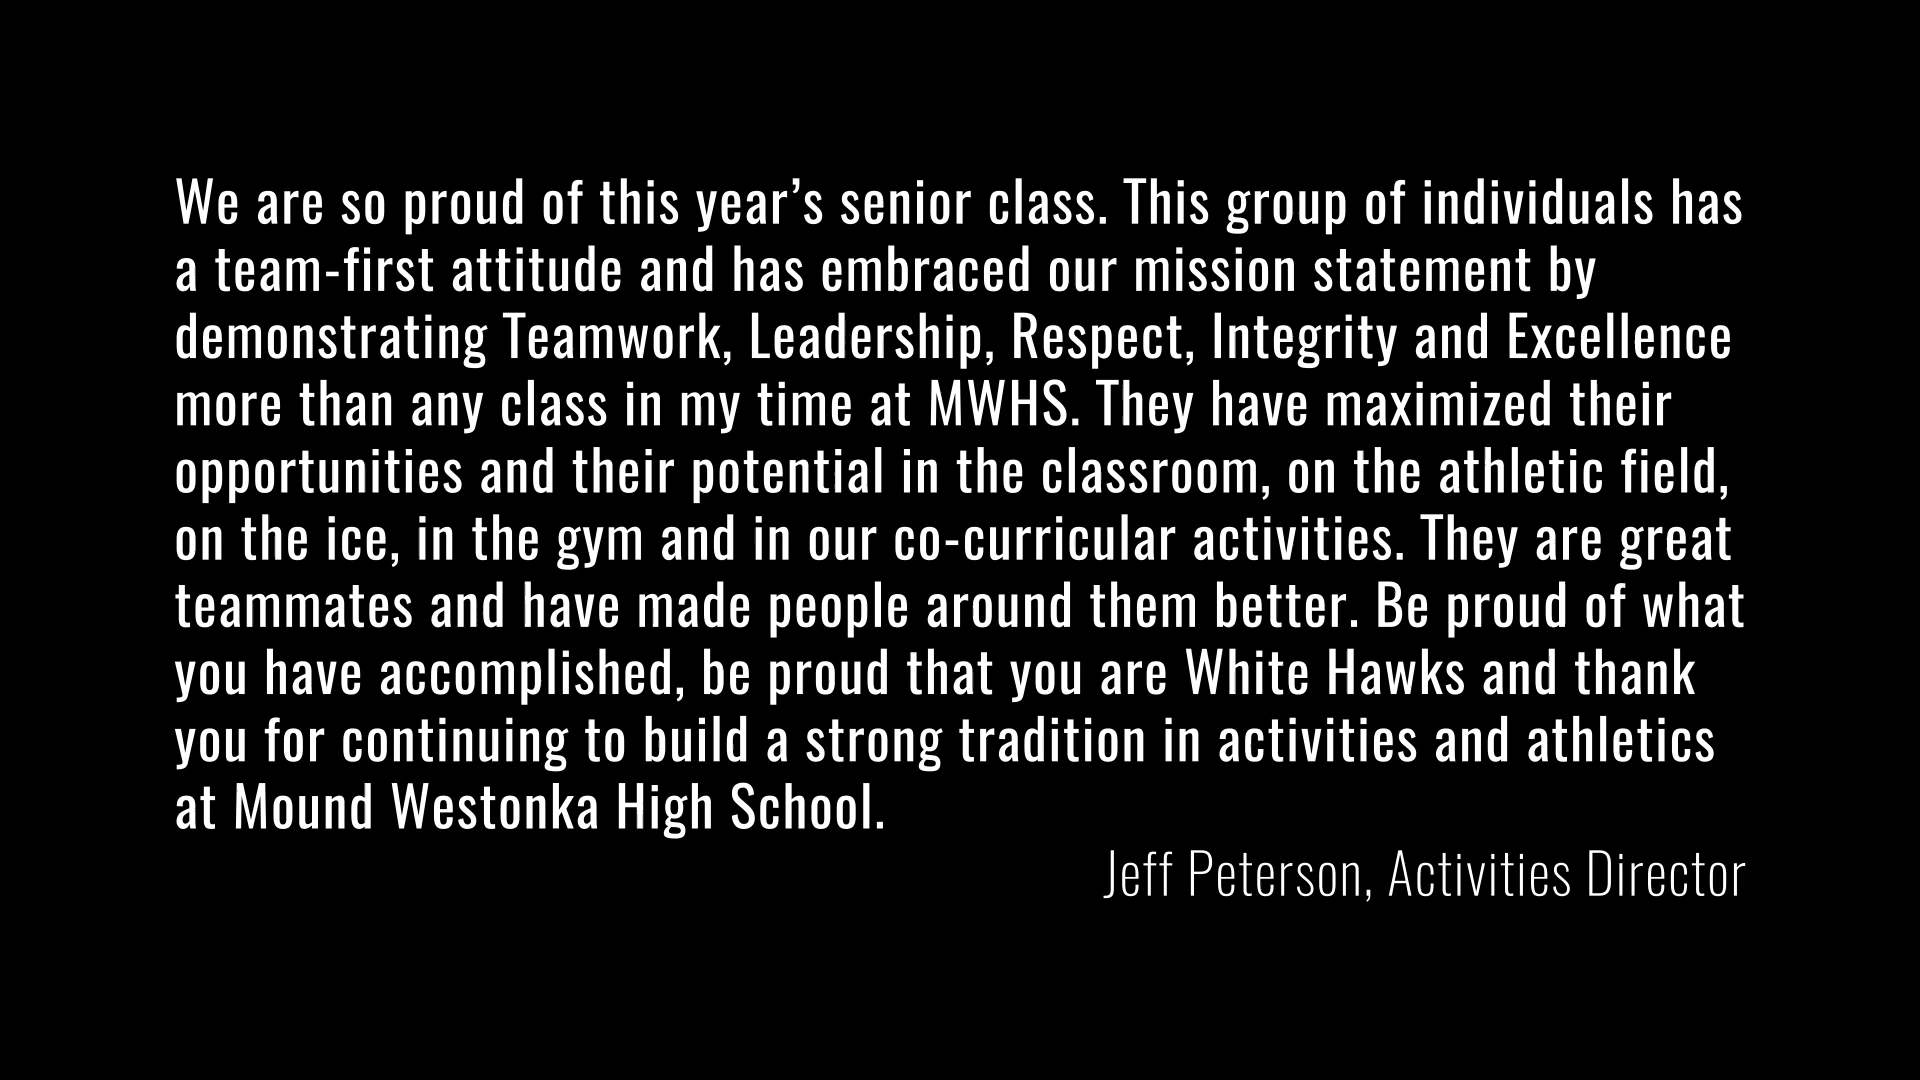 We are so proud of this year’s senior class. This group of individuals has
a team-first attitude and has embraced our mission statement by
demonstrating Teamwork, Leadership, Respect, Integrity and Excellence
more than any class in my time at MWHS. They have maximized their
opportunities and their potential in the classroom, on the athletic field,
on the ice, in the gym and in our co-curricular activities. They are great
teammates and have made people around them better. Be proud of what
you have accomplished, be proud that you are White Hawks and thank
you for continuing to build a strong tradition in activities and athletics
at Mound Westonka High School.
Jeff Peterson, Activities Director